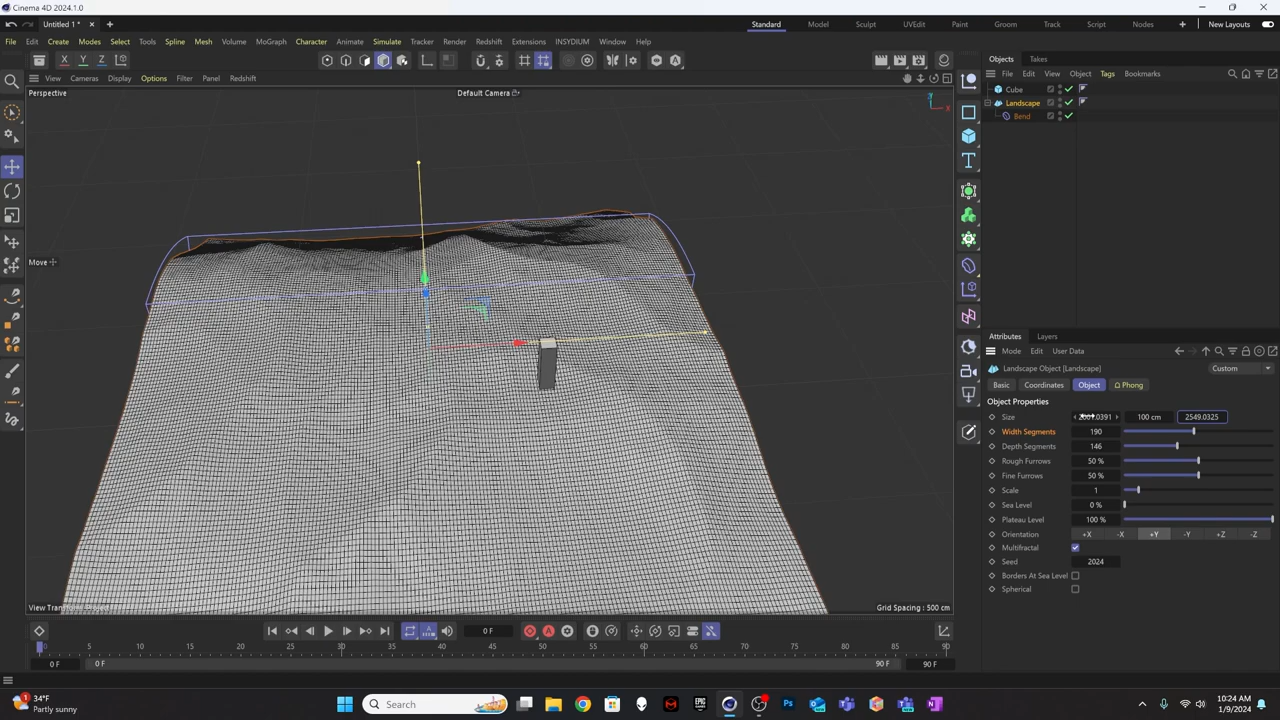 Cinema 4D 2024.1.0
Untitled 1 *
Standard Model Sculpt UVEdit Paint Groom Track Script Nodes New Layouts
File Edit Create Modes Select Tools Spline Mesh Volume MoGraph Character Animate Simulate Tracker Render Redshift Extensions INSYDIUM Window Help
X Y Z
View Cameras Display Options Filter Panel Redshift
Perspective
Default Camera
Y
X
Move
View Transform: Project
Grid Spacing : 500 cm
Objects Takes
File Edit View Object Tags Bookmarks
Cube
Landscape
Bend
Attributes Layers
Mode Edit User Data
Landscape Object [Landscape]
Custom
Basic Coordinates Object Phong
Object Properties
Size 100 cm 2549.0325
Width Segments 190
Depth Segments 146
Rough Furrows 50 %
Fine Furrows 50 %
Scale 1
Sea Level 0 %
Plateau Level 100 %
Orientation +X -X +Y -Y +Z -Z
Multifractal
Seed 2024
Borders At Sea Level
Spherical
0 F
0 5 10 15 20 25 30 35 40 45 50 55 60 65 70 75 80 85 90
0 F 0 F 90 F 90 F
1 34°F
Partly sunny
Search
10:24 AM
1/9/2024